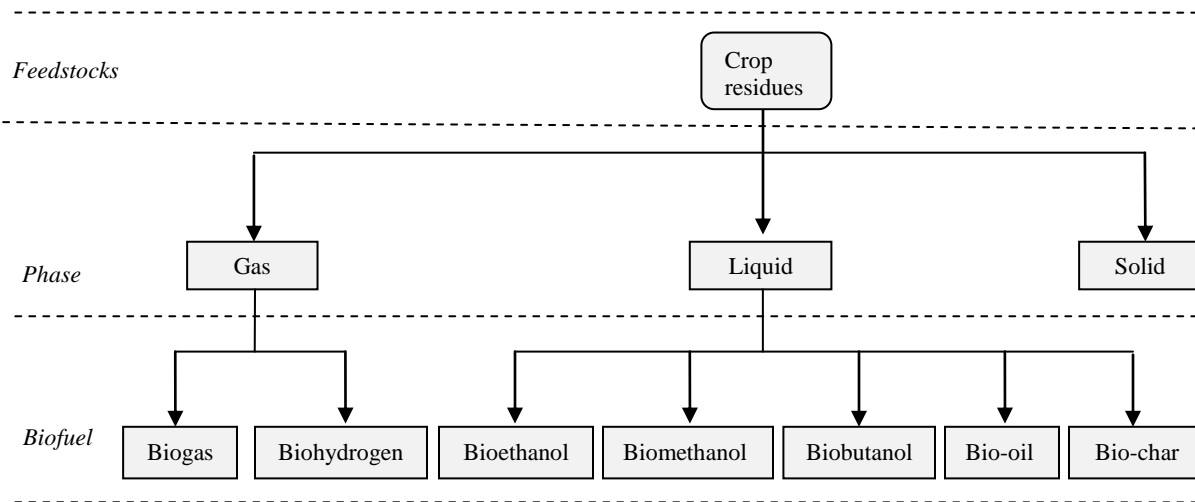 Feedstocks
Crop
residues
Phase
Gas
Liquid
Solid
Biofuel
Biogas
Biohydrogen
Bioethanol
Biomethanol
Biobutanol
Bio-oil
Bio-char